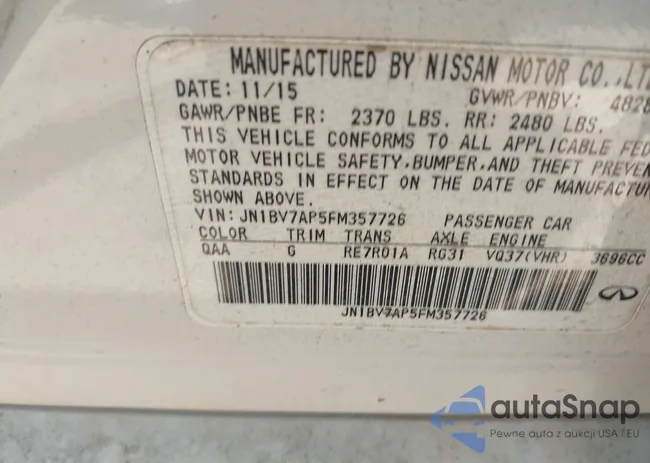 MANUFACTURED BY NISSAN MOTOR CO.,LT
DATE: 11/15 GVWR/PNBV: 4828
GAWR/PNBE FR: 2370 LBS. RR: 2480 LBS.
THIS VEHICLE CONFORMS TO ALL APPLICABLE FED
MOTOR VEHICLE SAFETY, BUMPER, AND THEFT PREVEN
STANDARDS IN EFFECT ON THE DATE OF MANUFACTU
SHOWN ABOVE.
VIN: JN1BV7AP5FM357726 PASSENGER CAR
COLOR TRIM TRANS AXLE ENGINE
QAA G RE7R01A RG31 VQ37(VHR) 3696CC
JN1BV7AP5FM357726
autoSnap
Pewne auta z aukcji USA i EU